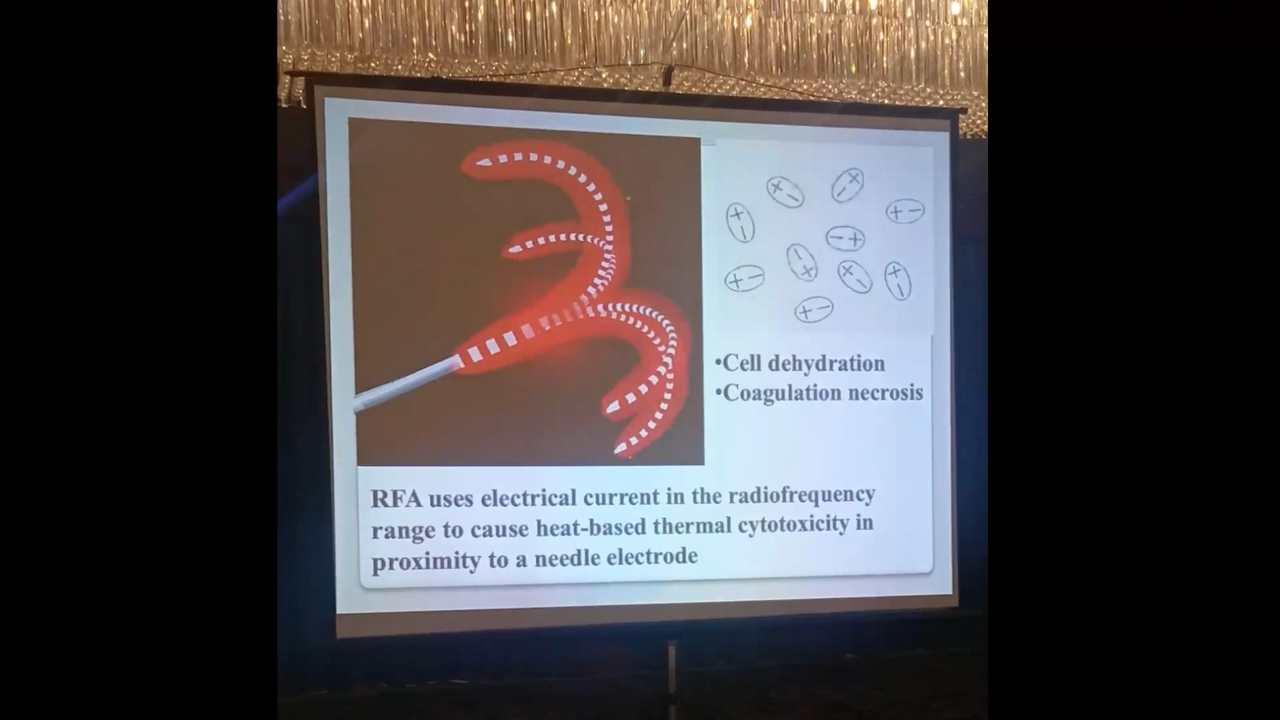 •Cell dehydration
•Coagulation necrosis
RFA uses electrical current in the radiofrequency
range to cause heat-based thermal cytotoxicity in
proximity to a needle electrode